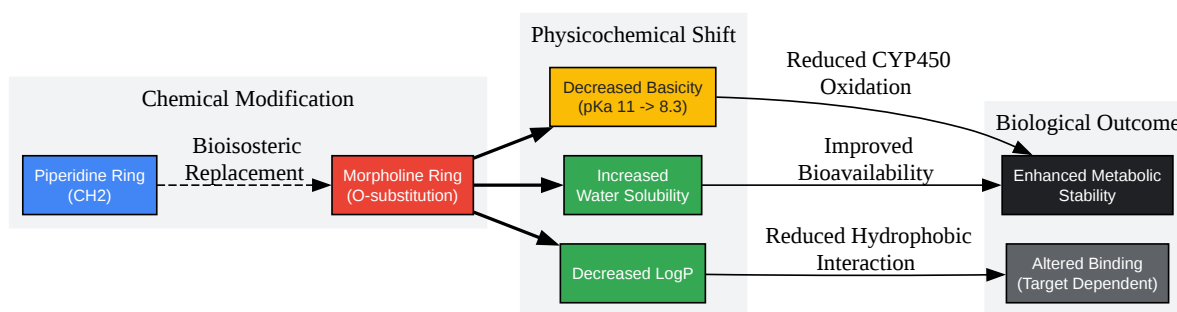 Chemical Modification
Piperidine Ring
(CH2)
Bioisosteric
Replacement
Morpholine Ring
(O-substitution)
Physicochemical Shift
Decreased Basicity
(pKa 11 -> 8.3)
Increased
Water Solubility
Decreased LogP
Reduced CYP450
Oxidation
Improved
Bioavailability
Reduced Hydrophobic
Interaction
Biological Outcome
Enhanced Metabolic
Stability
Altered Binding
(Target Dependent)